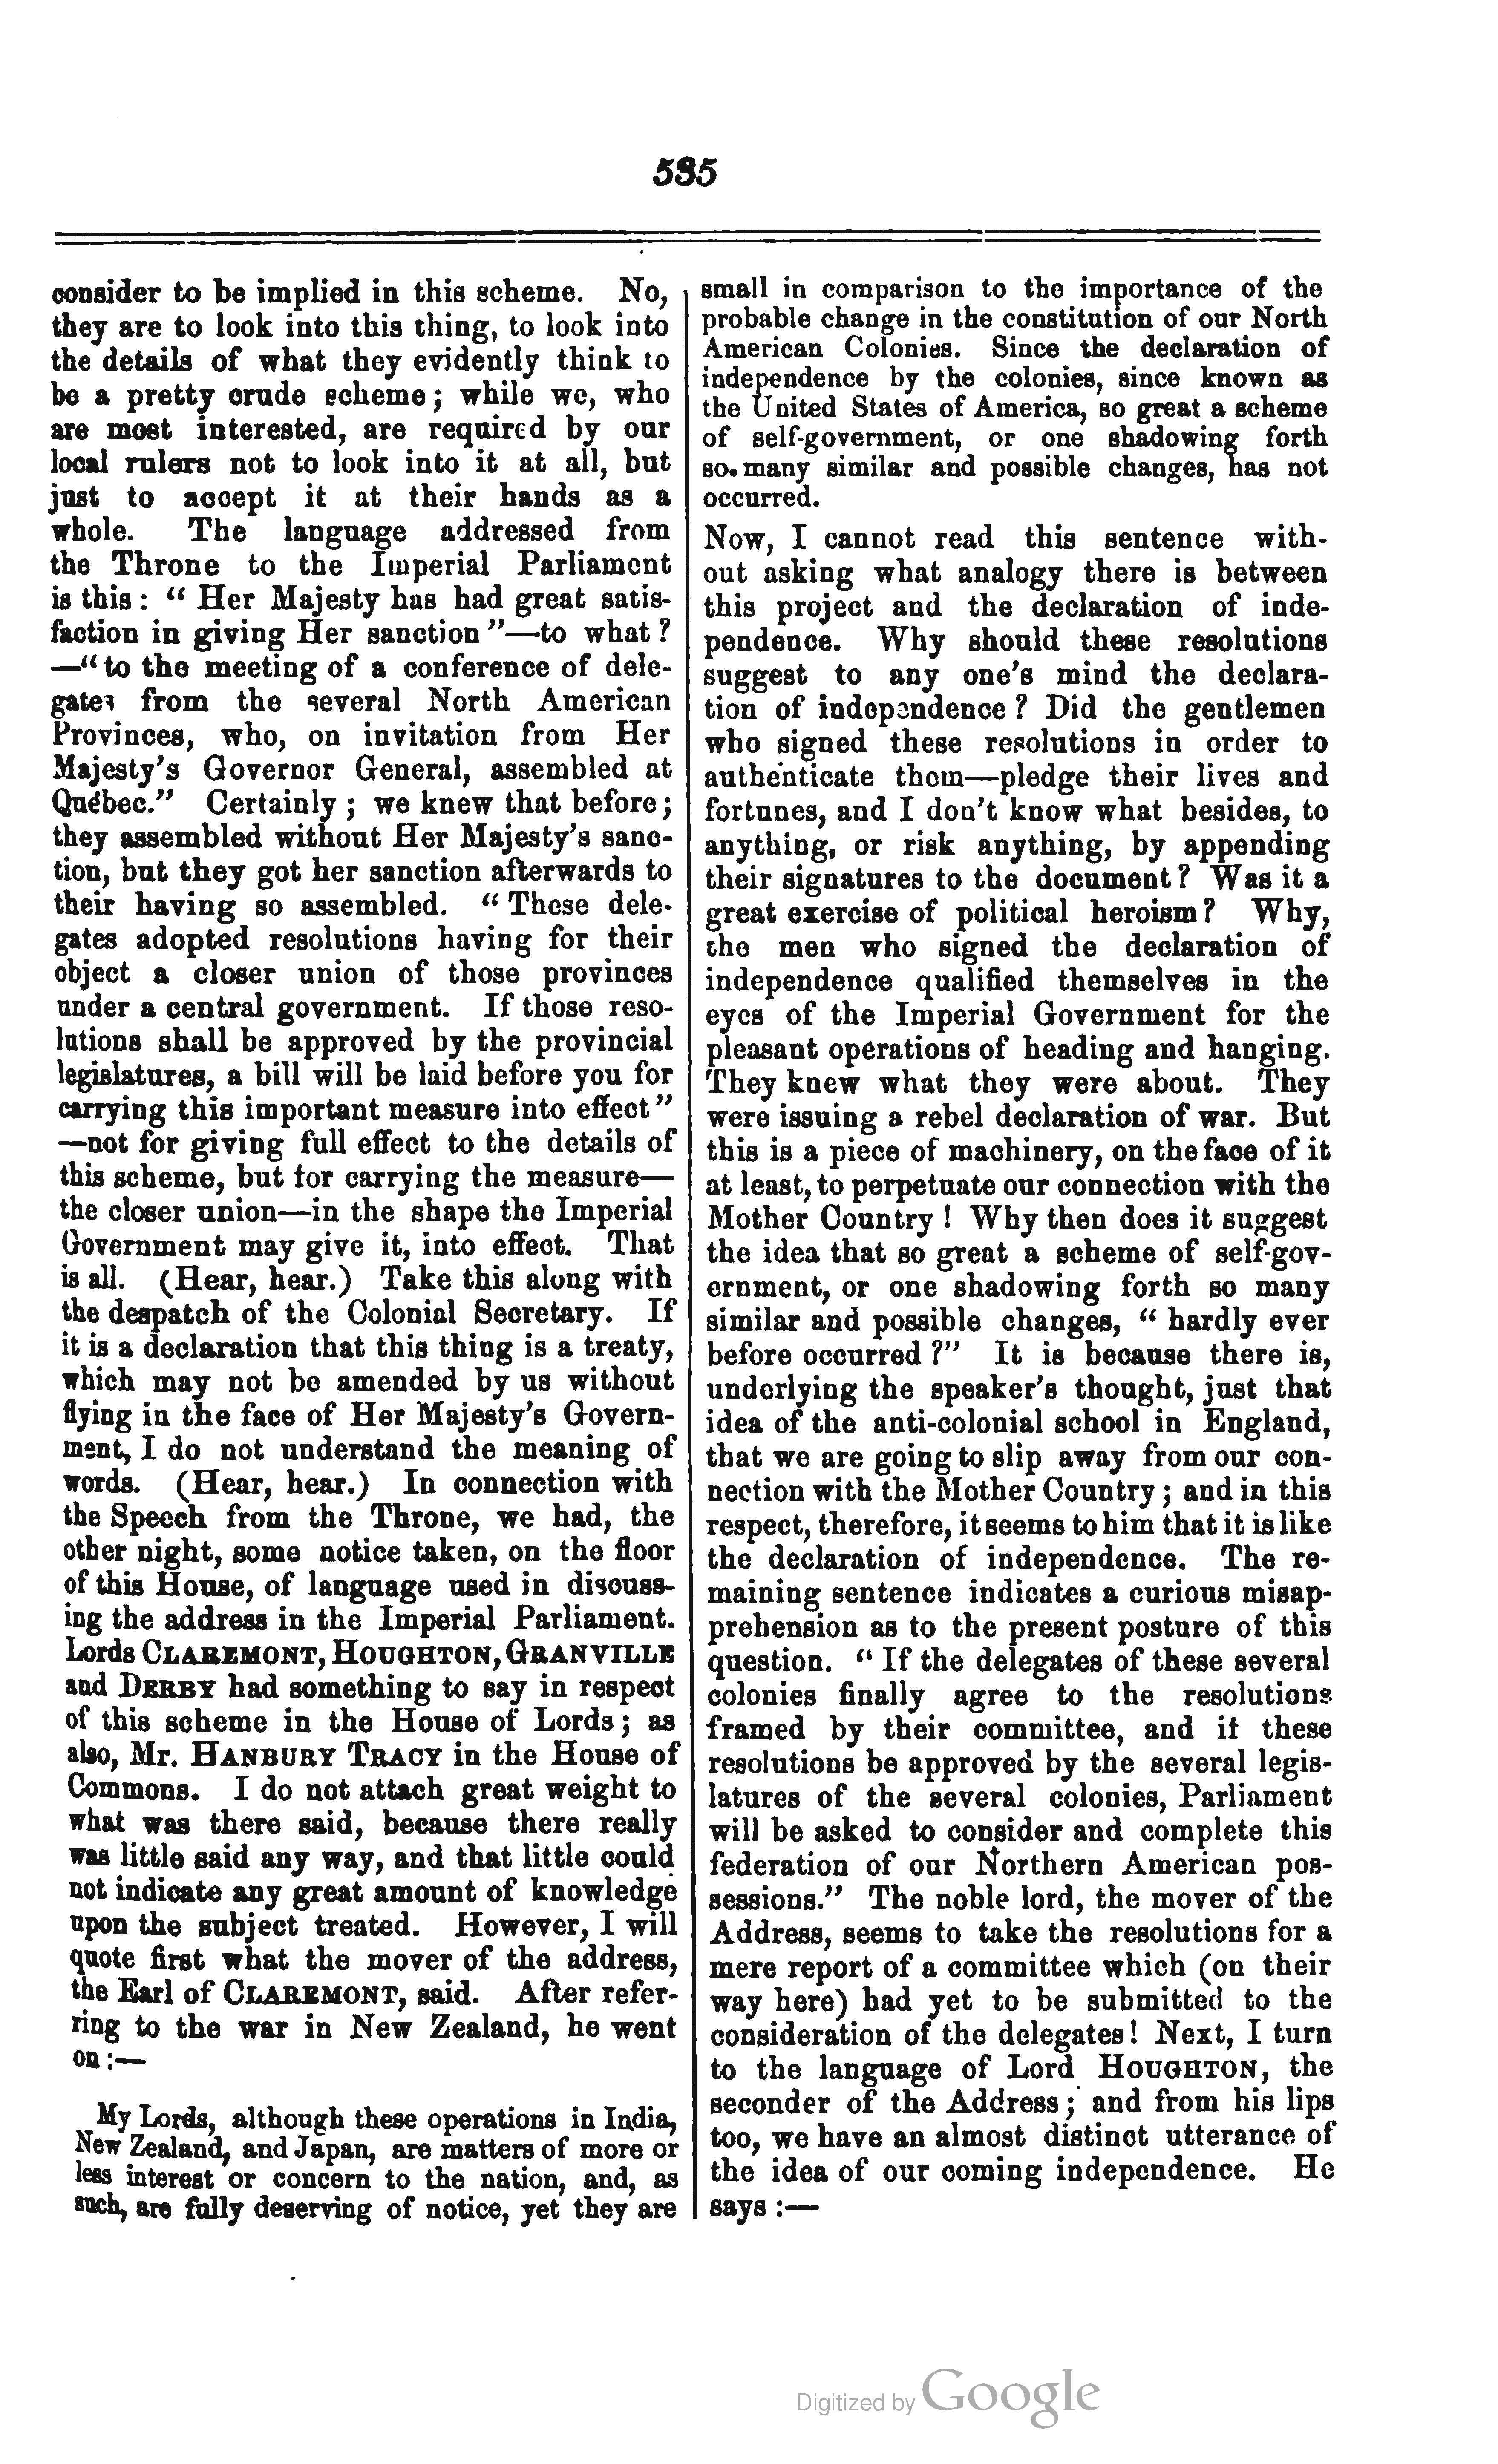 535
consider to be implied in this scheme. No,
they are to look into this thing, to look into
the details of what they evidently think to
be a pretty crude scheme; while we, who
are most interested, are required by our
local rulers not to look into it at all, but
just to accept it at their hands as a
whole. The language addressed from
the Throne to the Imperial Parliament
is this: “ Her Majesty has had great satis-
faction in giving Her sanction ”—to what?
—“to the meeting of a conference of dele-
gates from the several North American
Provinces, who, on invitation from Her
Majesty’s Governor General, assembled at
Québec.” Certainly; we knew that before;
they assembled without Her Majesty’s sanc-
tion, but they got her sanction afterwards to
their having so assembled. “ These dele-
gates adopted resolutions having for their
object a closer union of those provinces
under a central government. If those reso-
lutions shall be approved by the provincial
legislatures, a bill will be laid before you for
carrying this important measure into effect”
—not for giving full effect to the details of
this scheme, but for carrying the measure—
the closer union—in the shape the Imperial
Government may give it, into effect. That
is all. (Hear, hear.) Take this along with
the despatch of the Colonial Secretary. If
it is a declaration that this thing is a treaty,
which may not be amended by us without
flying in the face of Her Majesty’s Govern-
ment, I do not understand the meaning of
words. (Hear, hear.) In connection with
the Speech from the Throne, we had, the
other night, some notice taken, on the floor
of this House, of language used in discuss-
ing the address in the Imperial Parliament.
Lords CLAREMONT, HOUGHTON, GRANVILLE
and DERBY had something to say in respect
of this scheme in the House of Lords; as
also, Mr. HANBURY TRACY in the House of
Commons. I do not attach great weight to
what was there said, because there really
was little said any way, and that little could
not indicate any great amount of knowledge
upon the subject treated. However, I will
quote first what the mover of the address,
the Earl of CLAREMONT, said. After refer-
ring to the war in New Zealand, he went
on:—
My Lords, although these operations in India,
New Zealand, and Japan, are matters of more or
less interest or concern to the nation, and, as
such, are fully deserving of notice, yet they are
small in comparison to the importance of the
probable change in the constitution of our North
American Colonies. Since the declaration of
independence by the colonies, since known as
the United States of America, so great a scheme
of self-government, or one shadowing forth
so many similar and possible changes, has not
occurred.
Now, I cannot read this sentence with-
out asking what analogy there is between
this project and the declaration of inde-
pendence. Why should these resolutions
suggest to any one’s mind the declara-
tion of independence? Did the gentlemen
who signed these resolutions in order to
authenticate them—pledge their lives and
fortunes, and I don’t know what besides, to
anything, or risk anything, by appending
their signatures to the document? Was it a
great exercise of political heroism? Why,
the men who signed the declaration of
independence qualified themselves in the
eyes of the Imperial Government for the
pleasant operations of heading and hanging.
They knew what they were about. They
were issuing a rebel declaration of war. But
this is a piece of machinery, on the face of it
at least, to perpetuate our connection with the
Mother Country! Why then does it suggest
the idea that so great a scheme of self-gov-
ernment, or one shadowing forth so many
similar and possible changes, “ hardly ever
before occurred?” It is because there is,
underlying the speaker’s thought, just that
idea of the anti-colonial school in England,
that we are going to slip away from our con-
nection with the Mother Country; and in this
respect, therefore, it seems to him that it is like
the declaration of independence. The re-
maining sentence indicates a curious misap-
prehension as to the present posture of this
question. “ If the delegates of these several
colonies finally agree to the resolutions
framed by their committee, and if these
resolutions be approved by the several legis-
latures of the several colonies, Parliament
will be asked to consider and complete this
federation of our Northern American pos-
sessions.” The noble lord, the mover of the
Address, seems to take the resolutions for a
mere report of a committee which (on their
way here) had yet to be submitted to the
consideration of the delegates! Next, I turn
to the language of Lord HOUGHTON, the
seconder of the Address; and from his lips
too, we have an almost distinct utterance of
the idea of our coming independence. He
says:—
Digitized by Google